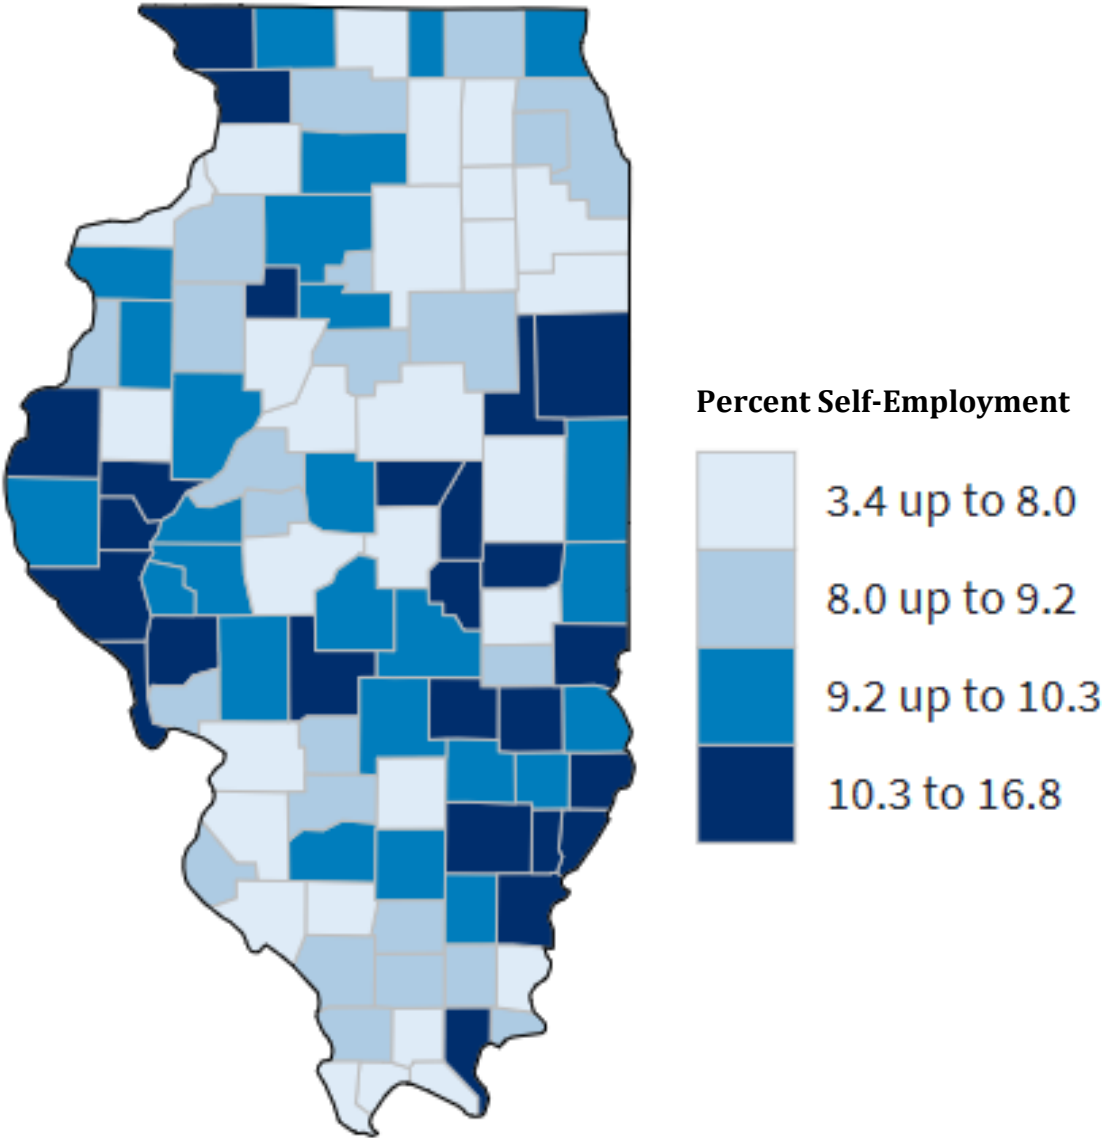 Percent Self-Employment
3.4 up to 8.0
8.0 up to 9.2
9.2 up to 10.3
10.3 to 16.8